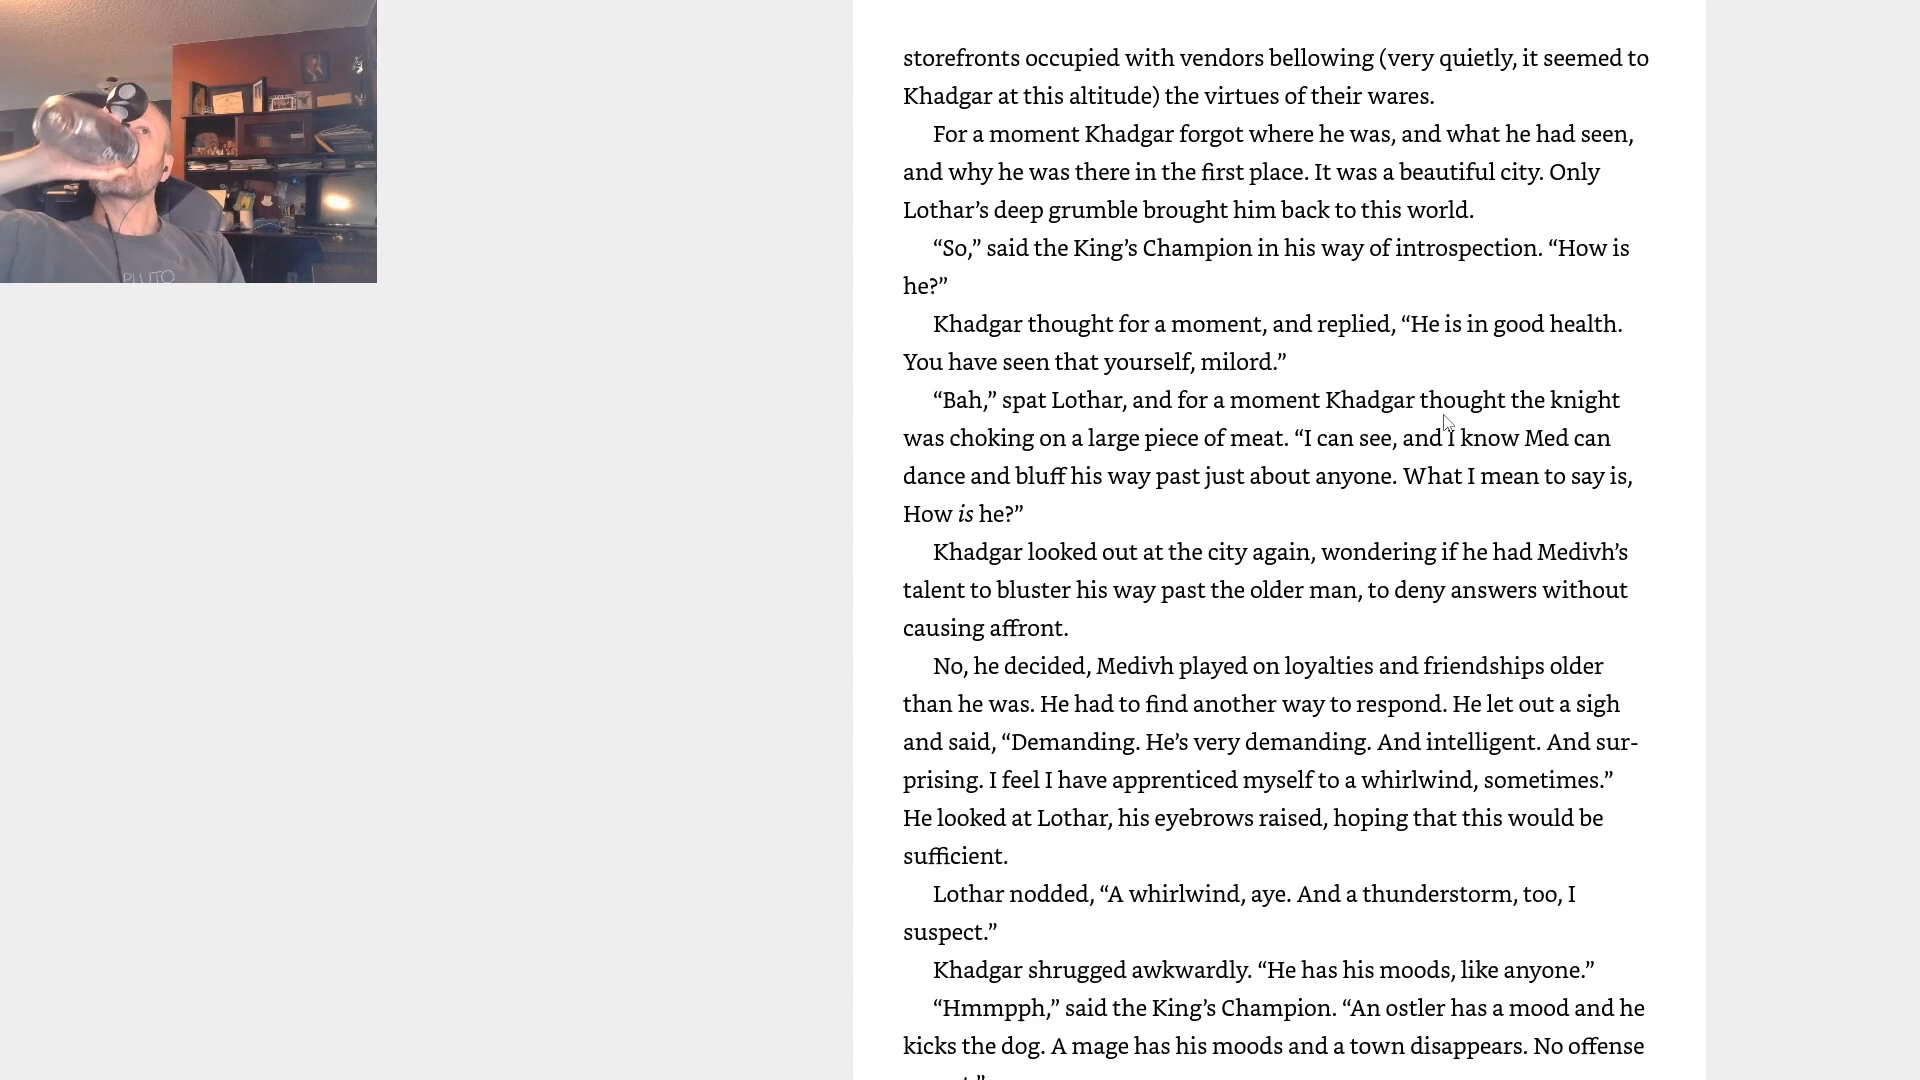 storefronts occupied with vendors bellowing (very quietly, it seemed to
Khadgar at this altitude) the virtues of their wares.
For a moment Khadgar forgot where he was, and what he had seen,
and why he was there in the first place. It was a beautiful city. Only
Lothar’s deep grumble brought him back to this world.
“So,” said the King’s Champion in his way of introspection. “How is
he?”
Khadgar thought for a moment, and replied, “He is in good health.
You have seen that yourself, milord.”
“Bah,” spat Lothar, and for a moment Khadgar thought the knight
was choking on a large piece of meat. “I can see, and I know Med can
dance and bluff his way past just about anyone. What I mean to say is,
How is he?”
Khadgar looked out at the city again, wondering if he had Medivh’s
talent to bluster his way past the older man, to deny answers without
causing affront.
No, he decided, Medivh played on loyalties and friendships older
than he was. He had to find another way to respond. He let out a sigh
and said, “Demanding. He’s very demanding. And intelligent. And sur-
prising. I feel I have apprenticed myself to a whirlwind, sometimes.”
He looked at Lothar, his eyebrows raised, hoping that this would be
sufficient.
Lothar nodded, “A whirlwind, aye. And a thunderstorm, too, I
suspect.”
Khadgar shrugged awkwardly. “He has his moods, like anyone.”
“Hmmpph,” said the King’s Champion. “An ostler has a mood and he
kicks the dog. A mage has his moods and a town disappears. No offense
PLUTO